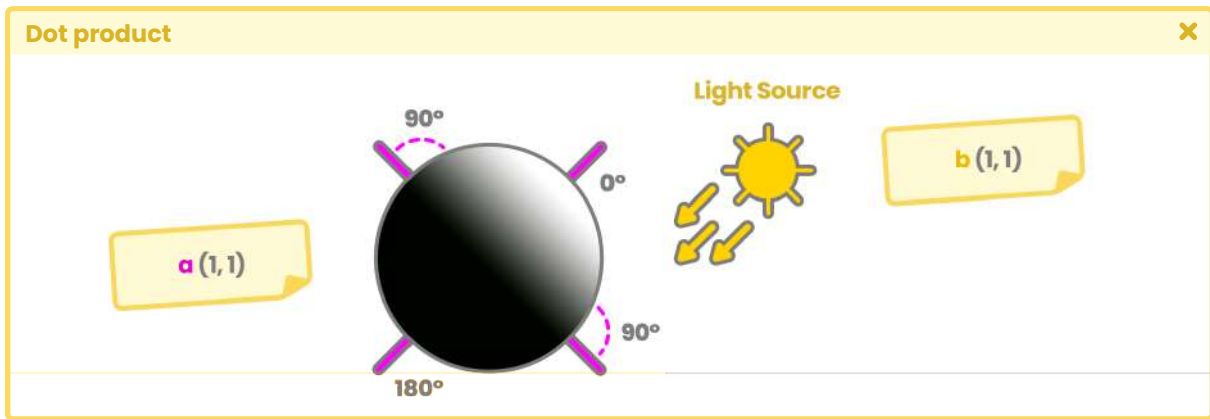 Dot product
Light Source
90°
b (1, 1)
0°
a (1, 1)
90°
180°